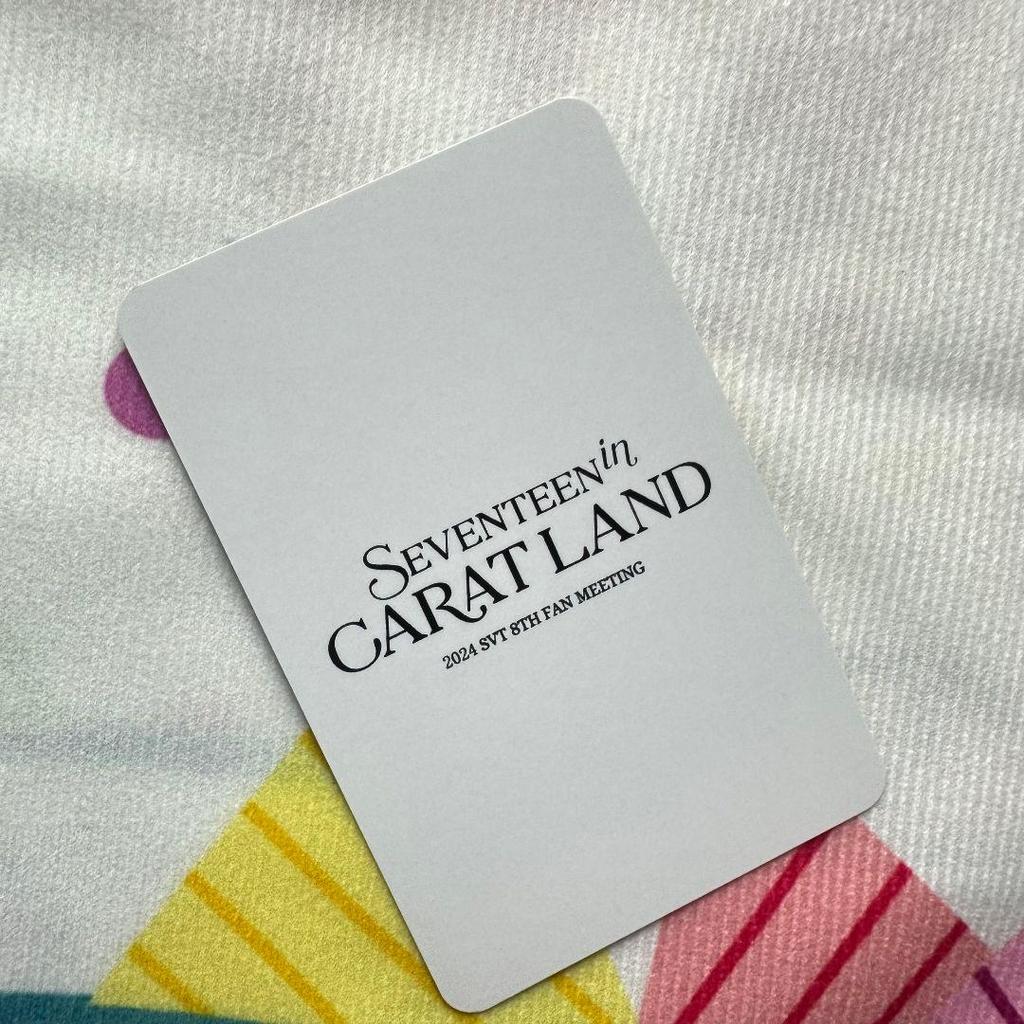 SEVENTEEN in
CARAT LAND
2024 SVT 8TH FAN MEETING